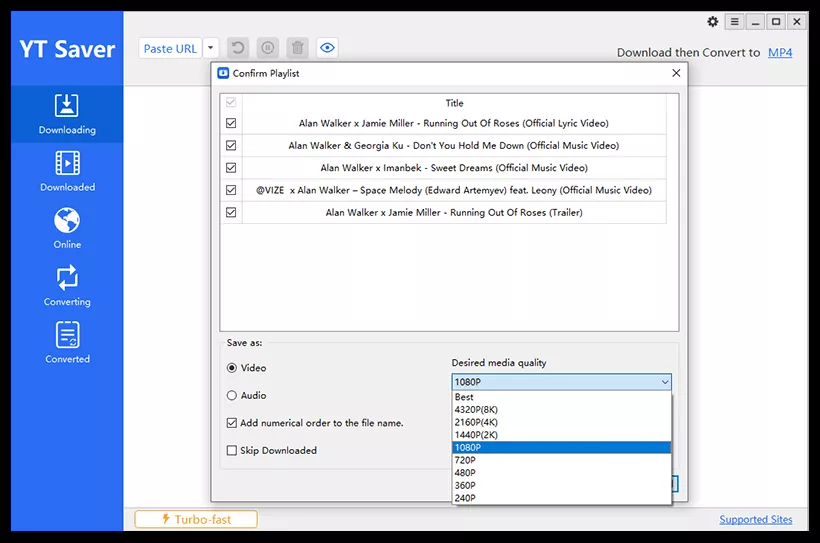 YT Saver
Paste URL
Download then Convert to MP4
Downloading
Downloaded
Online
Converting
Converted
Confirm Playlist
Title
Alan Walker x Jamie Miller - Running Out Of Roses (Official Lyric Video)
Alan Walker & Georgia Ku - Don't You Hold Me Down (Official Music Video)
Alan Walker x Imanbek - Sweet Dreams (Official Music Video)
@VIZE x Alan Walker – Space Melody (Edward Artemyev) feat. Leony (Official Music Video)
Alan Walker x Jamie Miller - Running Out Of Roses (Trailer)
Save as:
Video
Audio
Add numerical order to the file name.
Skip Downloaded
Desired media quality
1080P
Best
4320P(8K)
2160P(4K)
1440P(2K)
1080P
720P
480P
360P
240P
Turbo-fast
Supported Sites